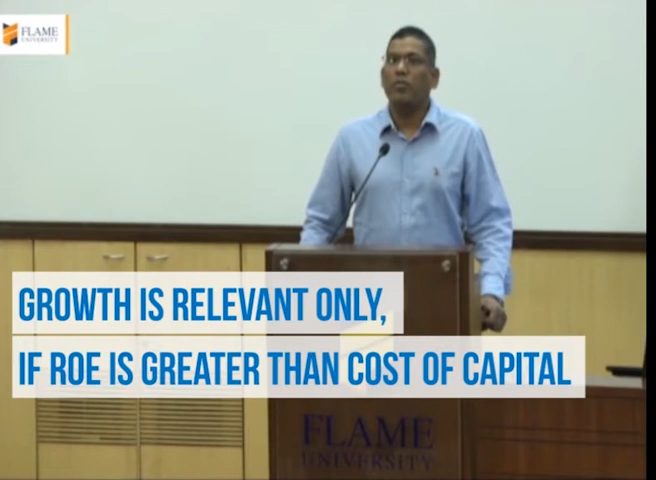 FLAME
UNIVERSITY
GROWTH IS RELEVANT ONLY,
IF ROE IS GREATER THAN COST OF CAPITAL
FLAME
UNIVERSITY